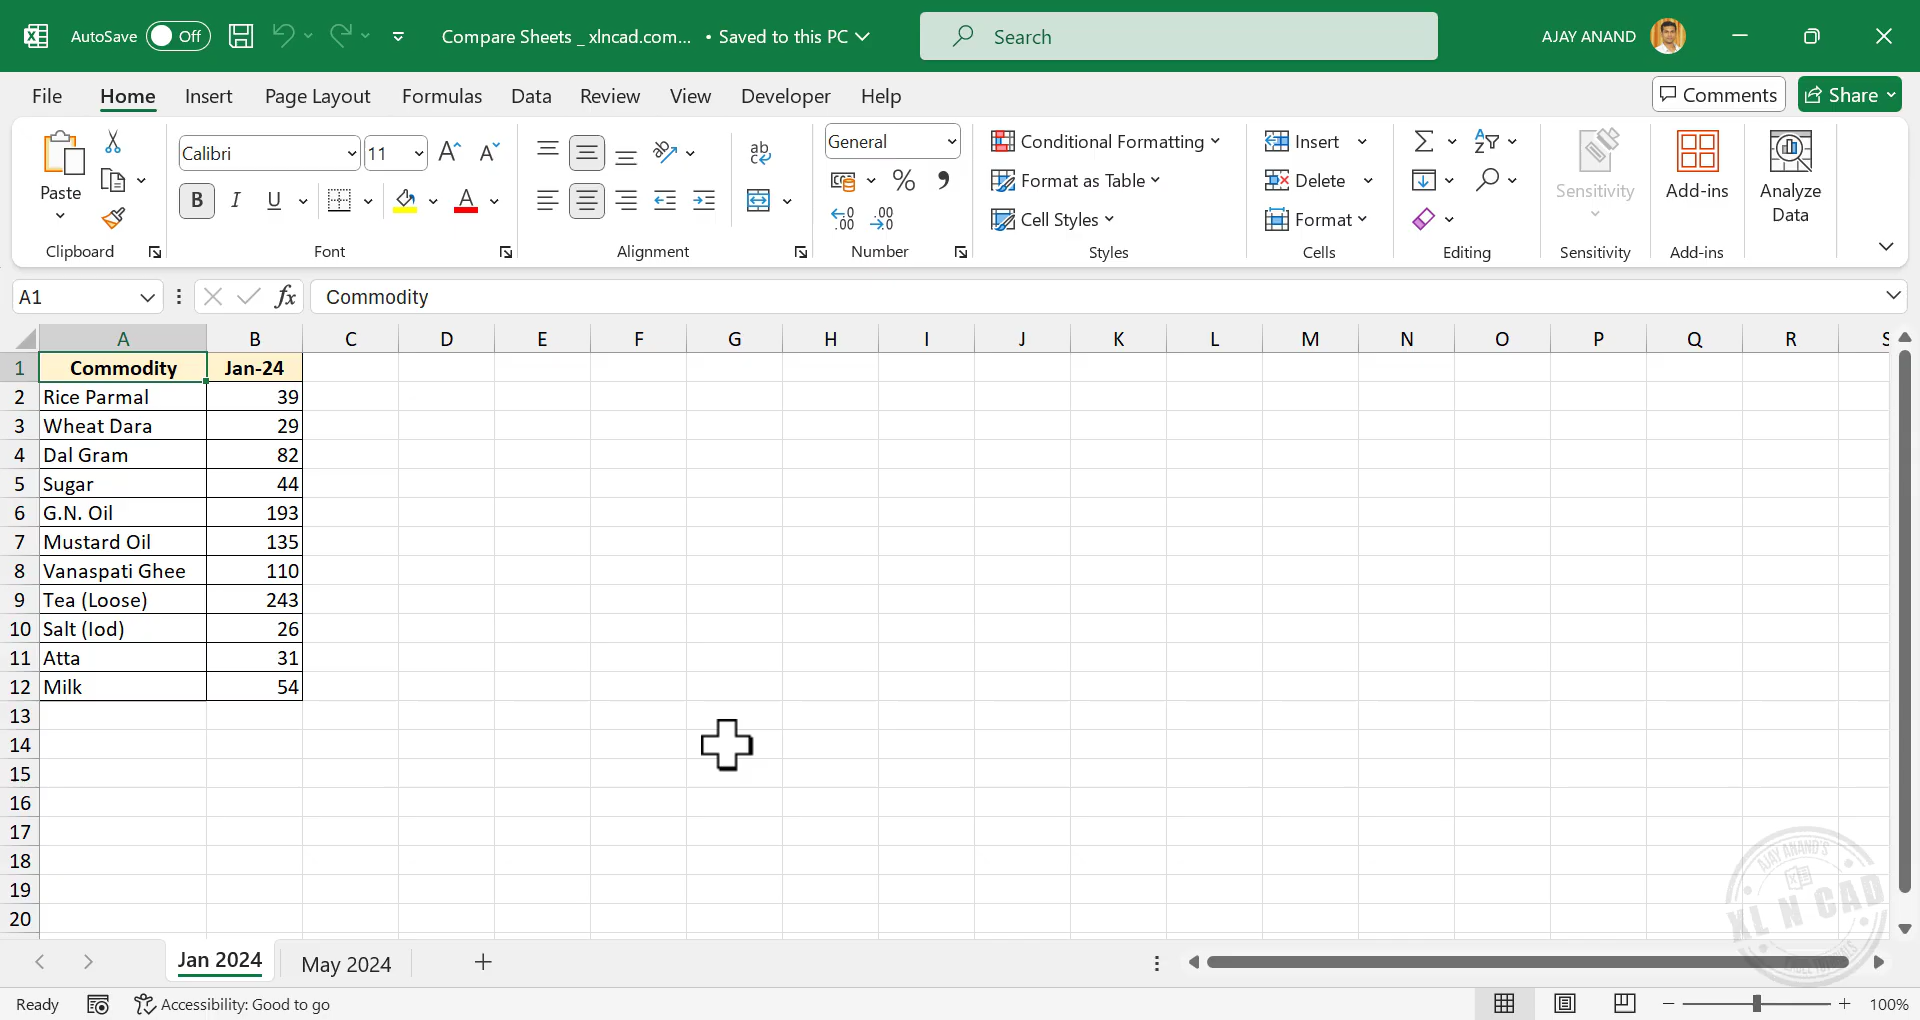 AutoSave Off Compare Sheets _ xlncad.com... • Saved to this PC Search AJAY ANAND
File Home Insert Page Layout Formulas Data Review View Developer Help Comments Share
Paste
Clipboard
Calibri 11
B I U
Font
ab
Alignment
General
% ,
Number
Conditional Formatting
Format as Table
Cell Styles
Styles
Insert
Delete
Format
Cells
Editing
Sensitivity
Sensitivity
Add-ins
Add-ins
Analyze
Data
A1 fx Commodity
A B C D E F G H I J K L M N O P Q R S
1 Commodity Jan-24
2 Rice Parmal 39
3 Wheat Dara 29
4 Dal Gram 82
5 Sugar 44
6 G.N. Oil 193
7 Mustard Oil 135
8 Vanaspati Ghee 110
9 Tea (Loose) 243
10 Salt (Iod) 26
11 Atta 31
12 Milk 54
13
14
15
16
17
18
19
20
AJAY ANAND'S
XL N CAD
Jan 2024 May 2024
Ready Accessibility: Good to go 100%